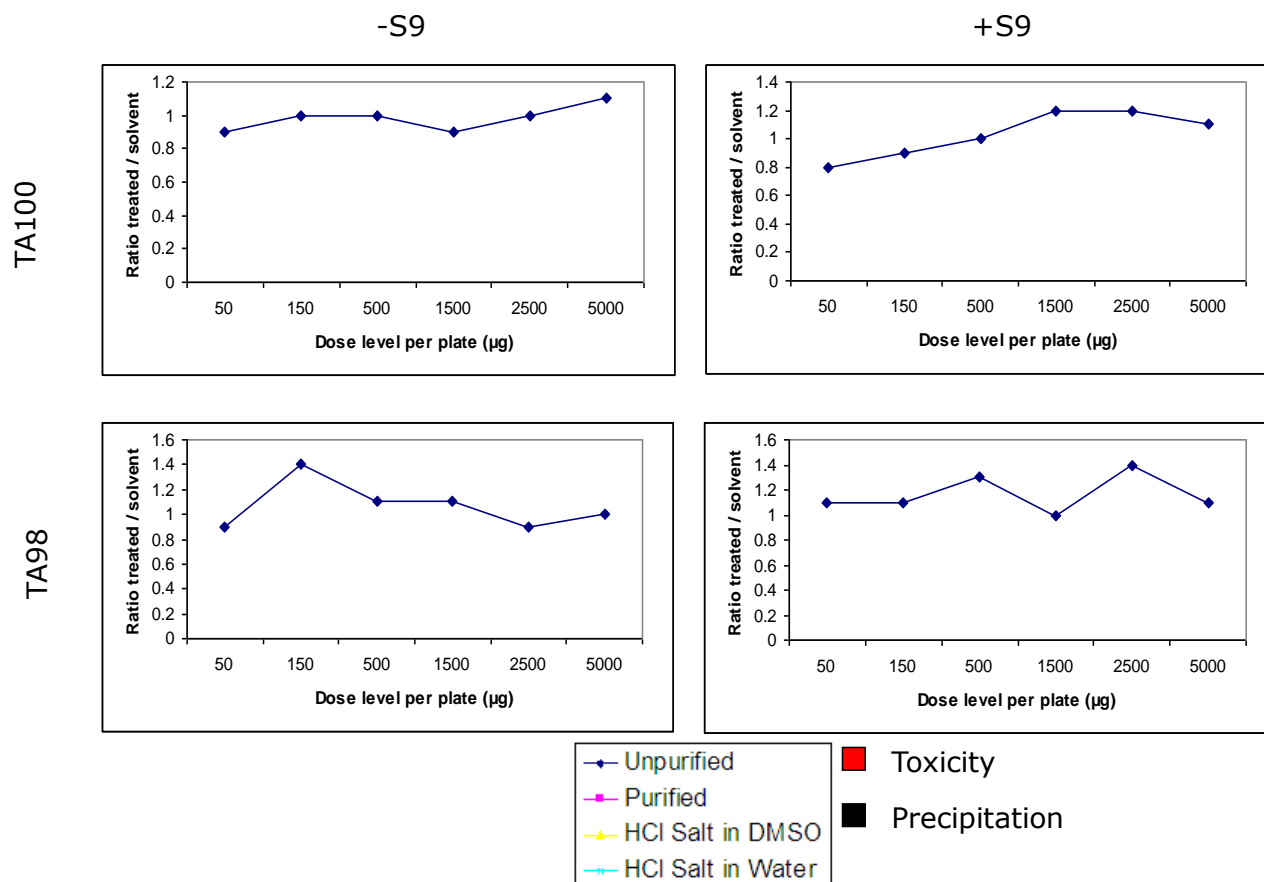 -S9
+S9
TA100
Ratio treated / solvent
1.2
1
0.8
0.6
0.4
0.2
0
50 150 500 1500 2500 5000
Dose level per plate (µg)
Ratio treated / solvent
1.4
1.2
1
0.8
0.6
0.4
0.2
0
50 150 500 1500 2500 5000
Dose level per plate (µg)
TA98
Ratio treated / solvent
1.6
1.4
1.2
1
0.8
0.6
0.4
0.2
0
50 150 500 1500 2500 5000
Dose level per plate (µg)
Ratio treated / solvent
1.6
1.4
1.2
1
0.8
0.6
0.4
0.2
0
50 150 500 1500 2500 5000
Dose level per plate (µg)
Unpurified
Purified
HCl Salt in DMSO
HCl Salt in Water
Toxicity
Precipitation